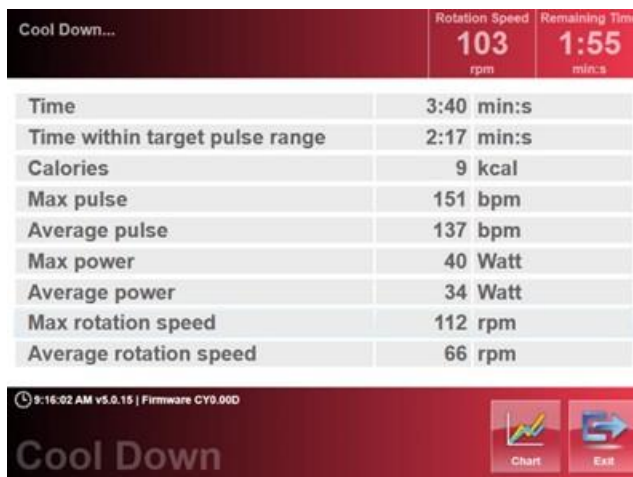 Cool Down...
Rotation Speed
103
rpm
Remaining Time
1:55
min:s
Time 3:40 min:s
Time within target pulse range 2:17 min:s
Calories 9 kcal
Max pulse 151 bpm
Average pulse 137 bpm
Max power 40 Watt
Average power 34 Watt
Max rotation speed 112 rpm
Average rotation speed 66 rpm
9:16:02 AM v5.0.15 | Firmware CY0.00D
Cool Down
Chart
Exit